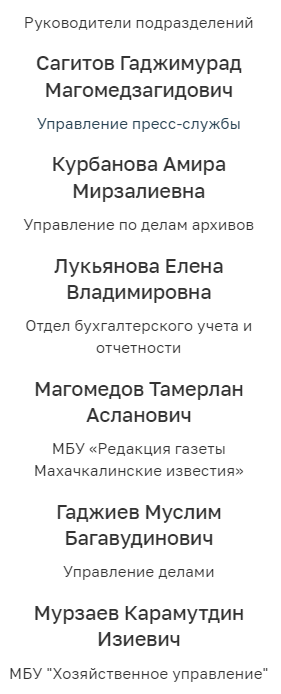 Руководители подразделений
Сагитов Гаджимурад
Магомедзагидович
Управление пресс-службы
Курбанова Амира
Мирзалиевна
Управление по делам архивов
Лукьянова Елена
Владимировна
Отдел бухгалтерского учета и
отчетности
Магомедов Тамерлан
Асланович
МБУ «Редакция газеты
Махачкалинские известия»
Гаджиев Муслим
Багавудинович
Управление делами
Мурзаев Карамутдин
Изиевич
МБУ "Хозяйственное управление"